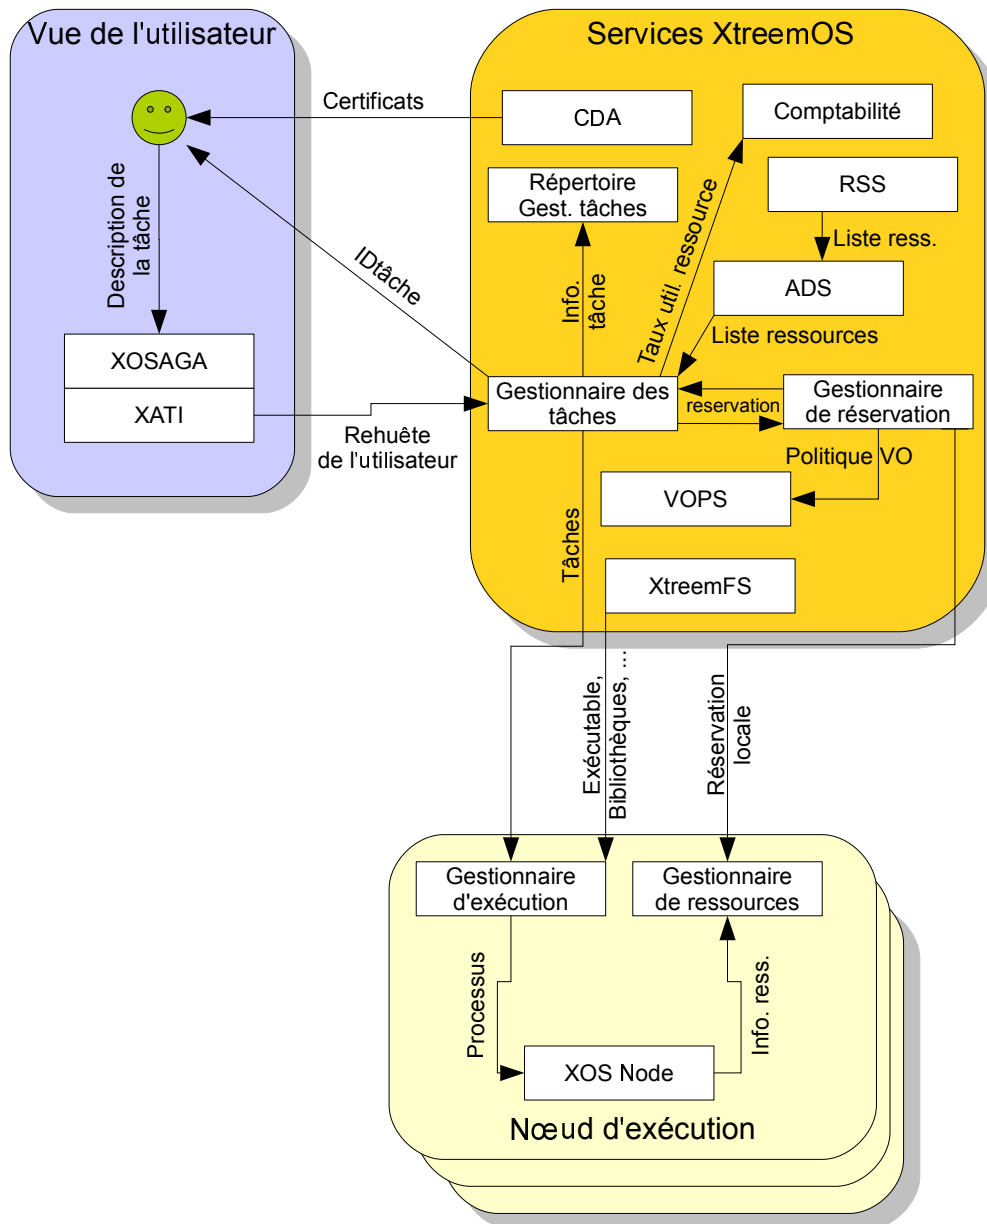 Vue de l'utilisateur
Services XtreemOS
Certificats
CDA
Comptabilité
Répertoire
Gest. tâches
RSS
Description de
la tâche
IDtâche
Info.
tâche
Taux util. ressource
Liste ress.
ADS
Liste ressources
XOSAGA
XATI
Gestionnaire des
tâches
reservation
Gestionnaire
de réservation
Rehuête
de l'utilisateur
Politique VO
VOPS
Tâches
XtreemFS
Exécutable,
Bibliothèques, ...
Réservation
locale
Gestionnaire
d'exécution
Gestionnaire
de ressources
Processus
Info. ress.
XOS Node
Nœud d'exécution